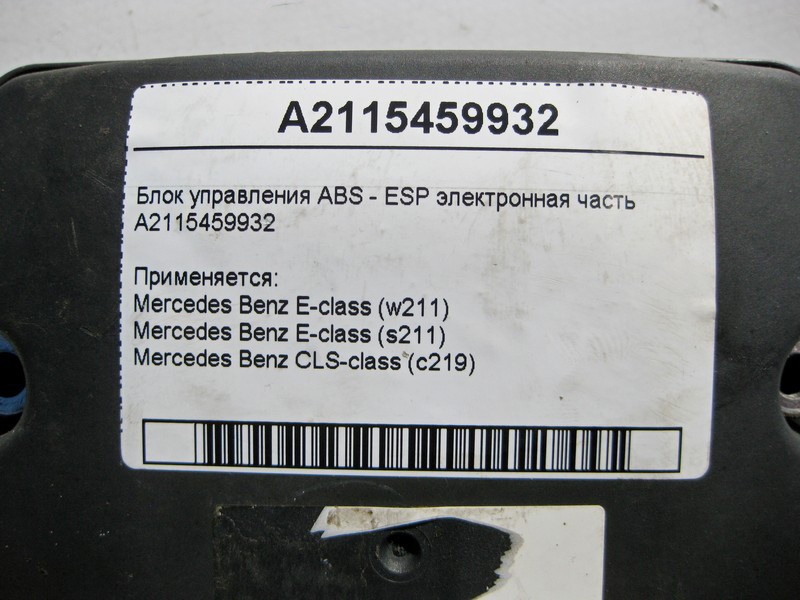 A2115459932
Блок управления ABS - ESP электронная часть
A2115459932
Применяется:
Mercedes Benz E-class (w211)
Mercedes Benz E-class (s211)
Mercedes Benz CLS-class (c219)